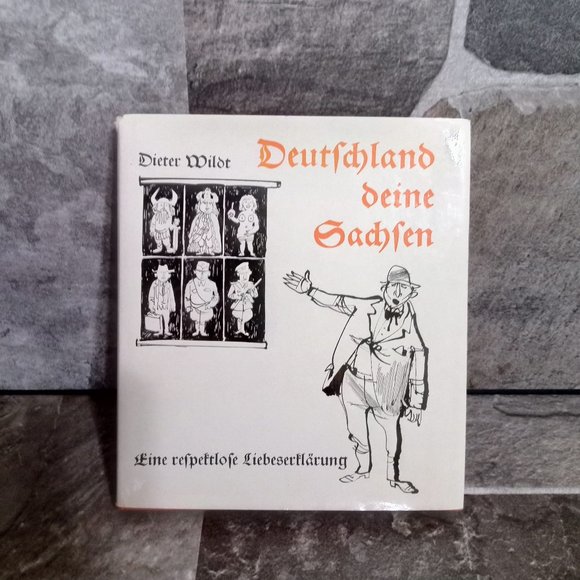 Dieter Wildt
Deutſchland
deine
Sachſen
Eine reſpektloſe Liebeserklärung